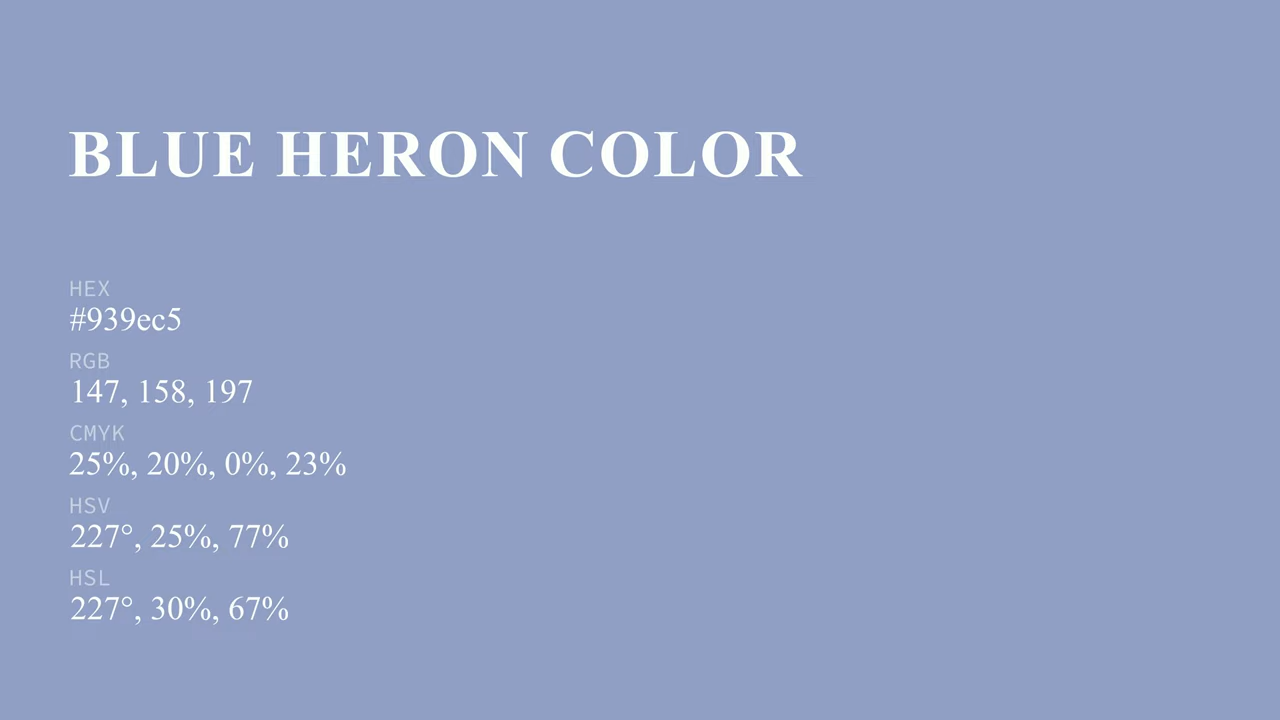 BLUE HERON COLOR
HEX
#939ec5
RGB
147, 158, 197
CMYK
25%, 20%, 0%, 23%
HSV
227°, 25%, 77%
HSL
227°, 30%, 67%